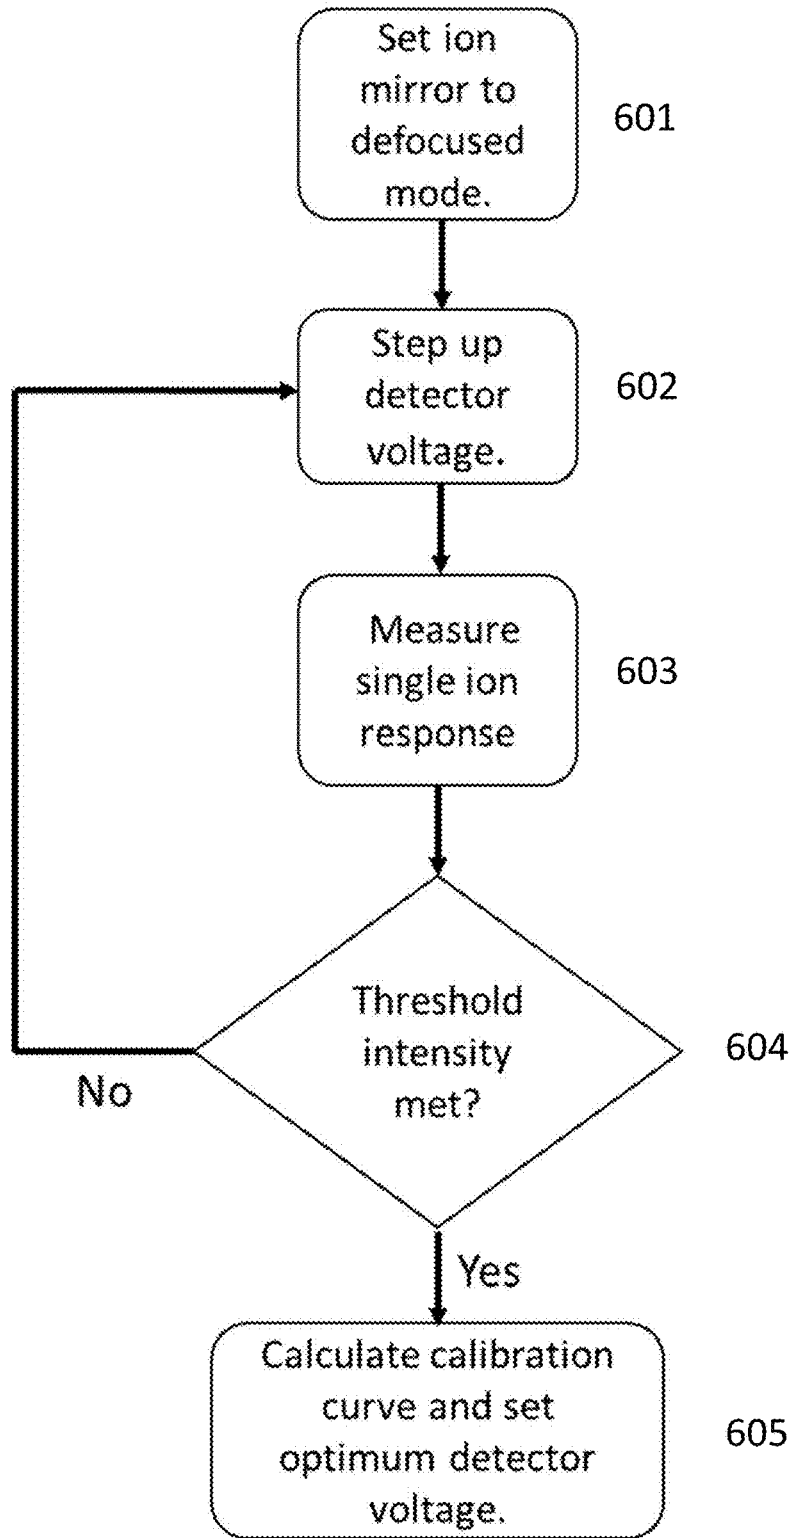 Set ion
mirror to
defocused
mode.
601
Step up
detector
voltage.
602
Measure
single ion
response
603
Threshold
intensity
met?
604
No
Yes
Calculate calibration
curve and set
optimum detector
voltage.
605